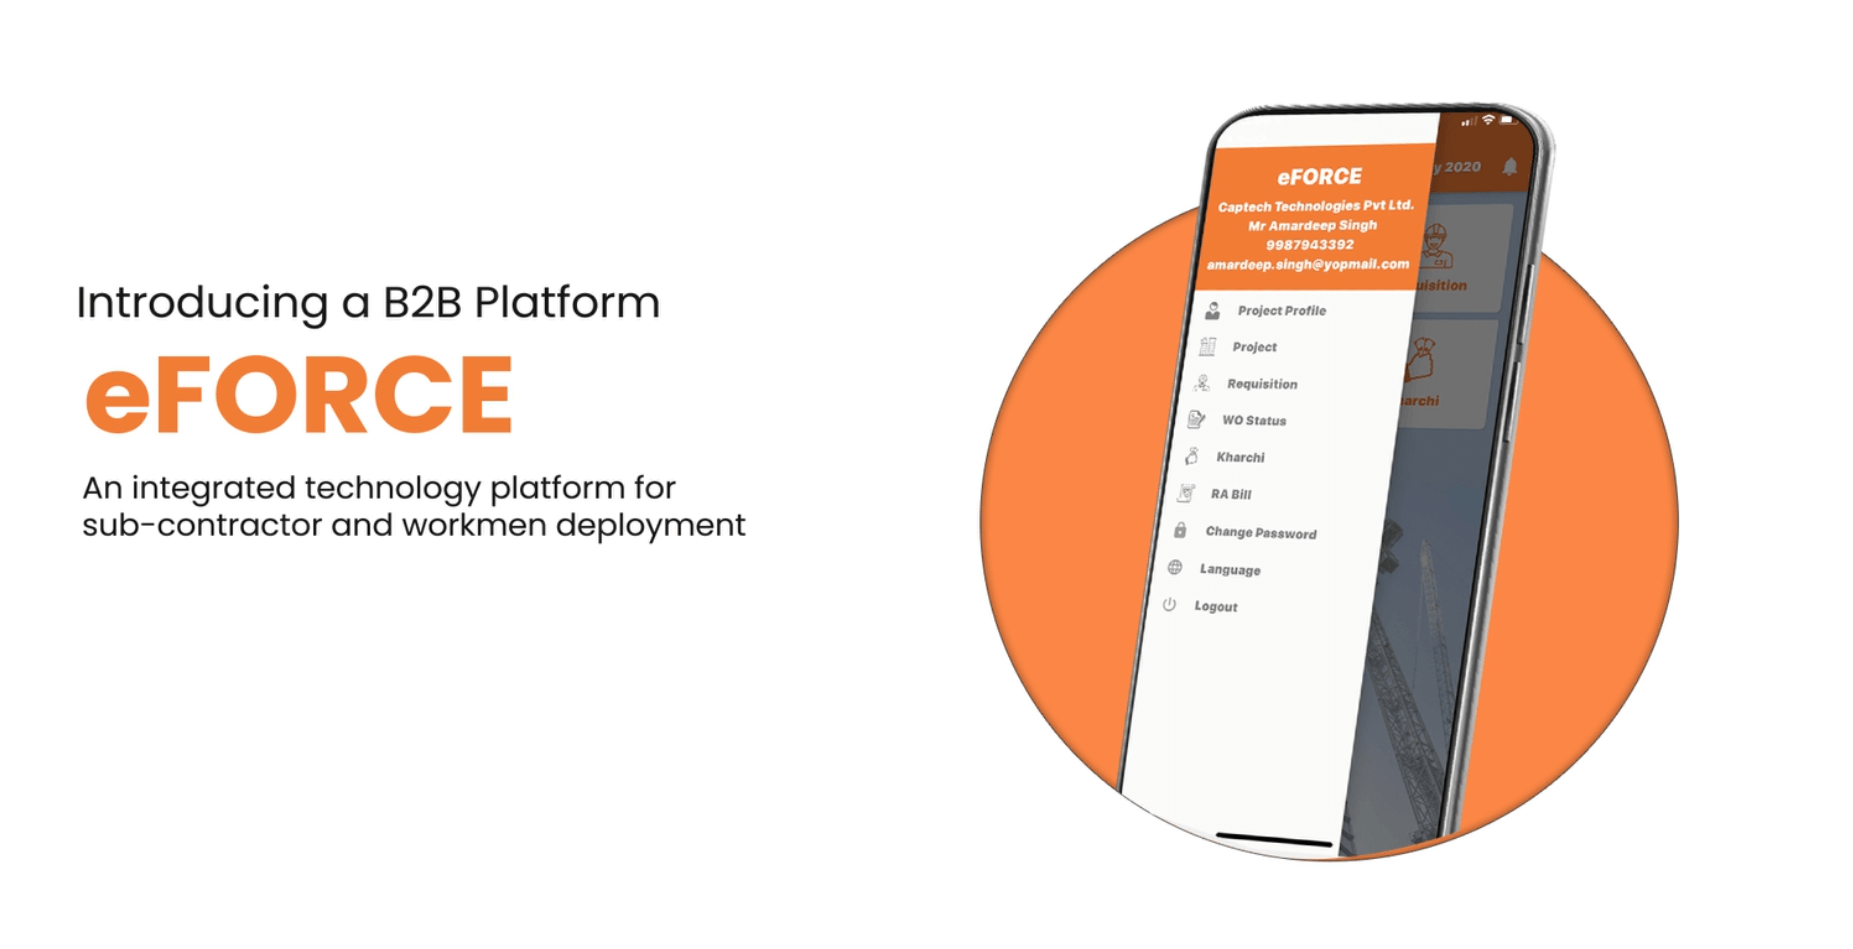 Introducing a B2B Platform
eFORCE
An integrated technology platform for
sub-contractor and workmen deployment
eFORCE
Captech Technologies Pvt Ltd.
Mr Amardeep Singh
9987943392
amardeep.singh@yopmail.com
Project Profile
Project
Requisition
WO Status
Kharchi
RA Bill
Change Password
Language
Logout
y 2020
uisition
archi